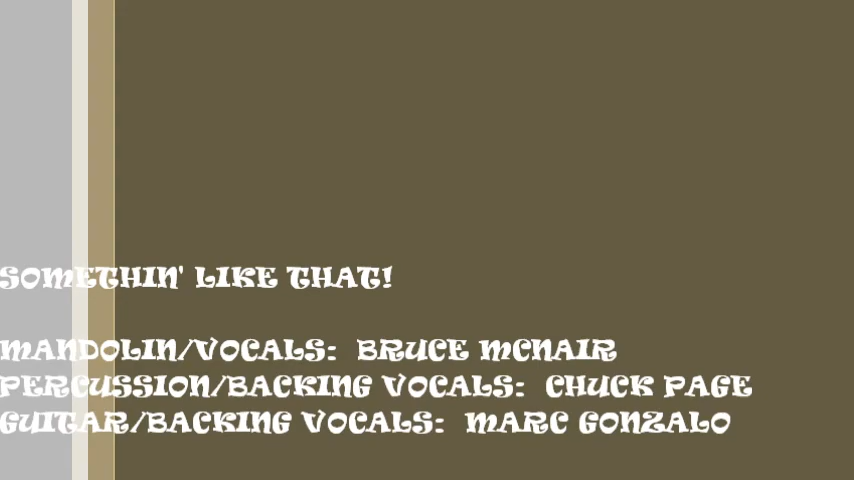 SOMETHIN' LIKE THAT!
MANDOLIN/VOCALS: BRUCE MCNAIR
PERCUSSION/BACKING VOCALS: CHUCK PAGE
GUITAR/BACKING VOCALS: MARC GONZALO